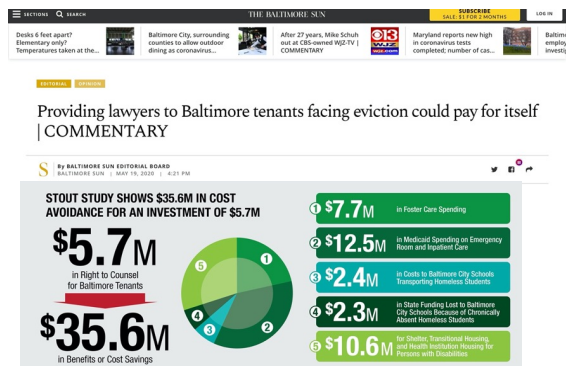 SECTIONS SEARCH THE BALTIMORE SUN SUBSCRIBE LOG IN
SALE: $1 FOR 2 MONTHS
Desks 6 feet apart?
Elementary only?
Temperatures taken at the...
Baltimore City, surrounding
counties to allow outdoor
dining as coronavirus...
After 27 years, Mike Schuh
out at CBS-owned WJZ-TV |
COMMENTARY
13
WJZ
Maryland reports new high
in coronavirus tests
completed; number of cas...
EDITORIAL OPINION
Providing lawyers to Baltimore tenants facing eviction could pay for itself
| COMMENTARY
S
By BALTIMORE SUN EDITORIAL BOARD
BALTIMORE SUN | MAY 19, 2020 | 4:21 PM
STOUT STUDY SHOWS $35.6M IN COST
AVOIDANCE FOR AN INVESTMENT OF $5.7M
$5.7M
in Right to Counsel
for Baltimore Tenants
$35.6M
in Benefits or Cost Savings
1
2
3
4
5
1 $7.7M in Foster Care Spending
2 $12.5M in Medicaid Spending on Emergency
Room and Inpatient Care
3 $2.4M in Costs to Baltimore City Schools
Transporting Homeless Students
4 $2.3M in State Funding Lost to Baltimore
City Schools Because of Chronically
Absent Homeless Students
5 $10.6M for Shelter, Transitional Housing,
and Health Institution Housing for
Persons with Disabilities